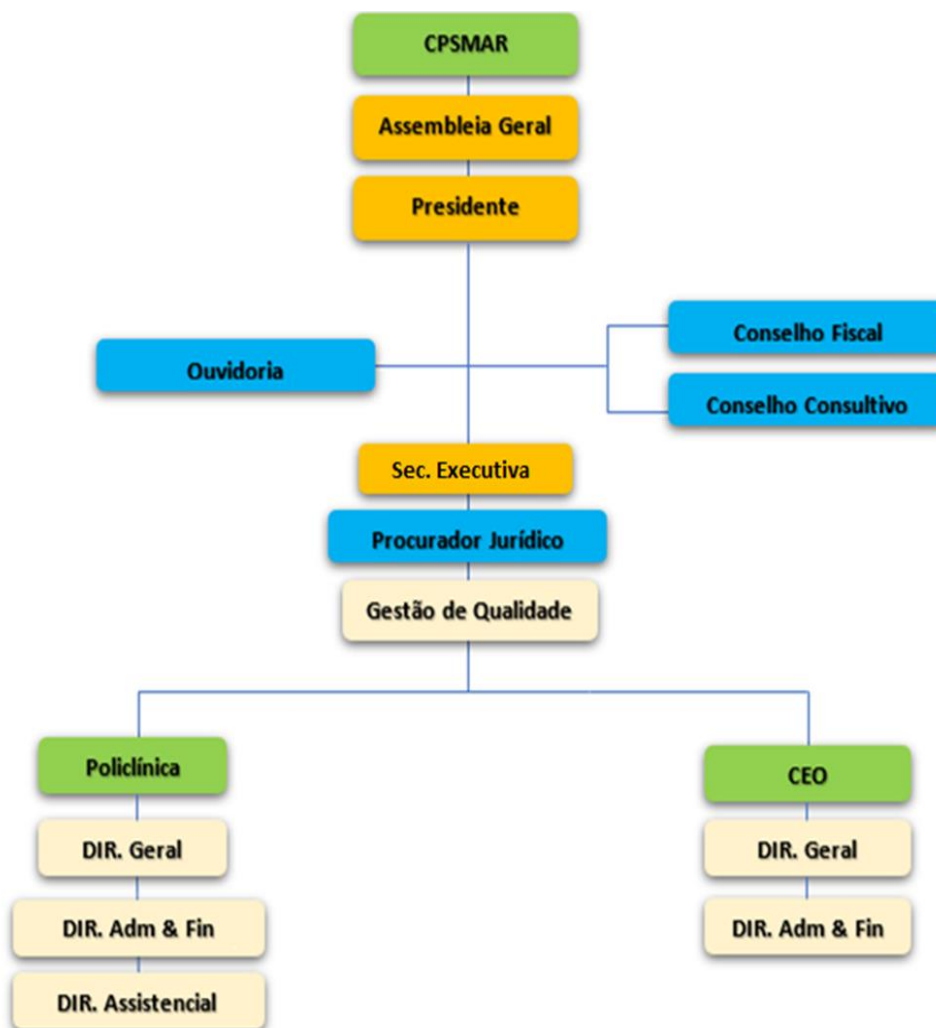 CPSMAR
Assembleia Geral
Presidente
Ouvidoria
Conselho Fiscal
Conselho Consultivo
Sec. Executiva
Procurador Jurídico
Gestão de Qualidade
Policlínica
DIR. Geral
DIR. Adm & Fin
DIR. Assistencial
CEO
DIR. Geral
DIR. Adm & Fin